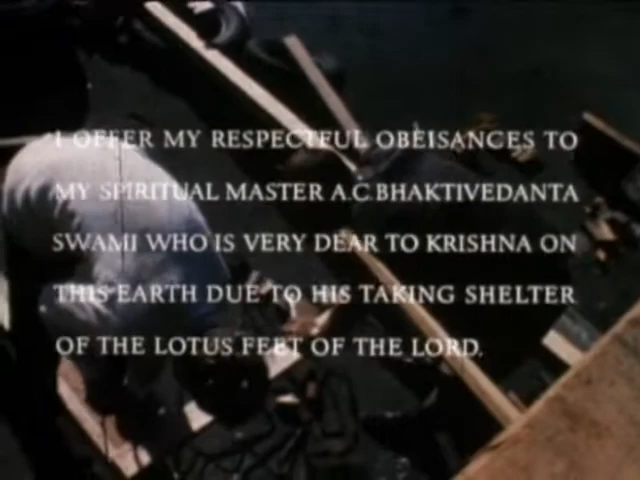 I OFFER MY RESPECTFUL OBEISANCES TO
MY SPIRITUAL MASTER A.C. BHAKTIVEDANTA
SWAMI WHO IS VERY DEAR TO KRISHNA ON
THIS EARTH DUE TO HIS TAKING SHELTER
OF THE LOTUS FEET OF THE LORD.